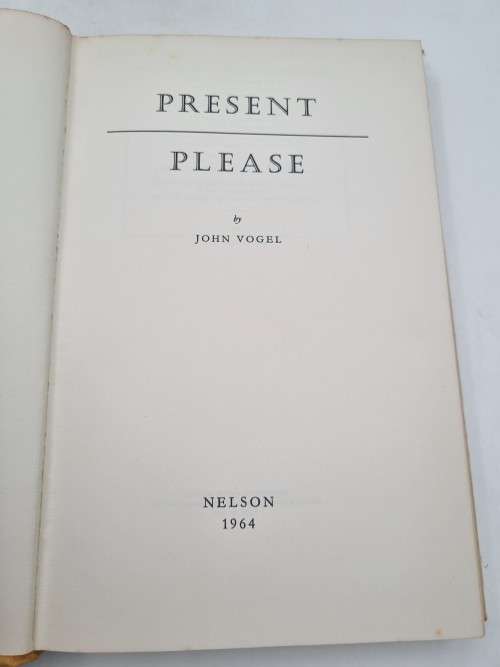 PRESENT
PLEASE
by
JOHN VOGEL
NELSON
1964